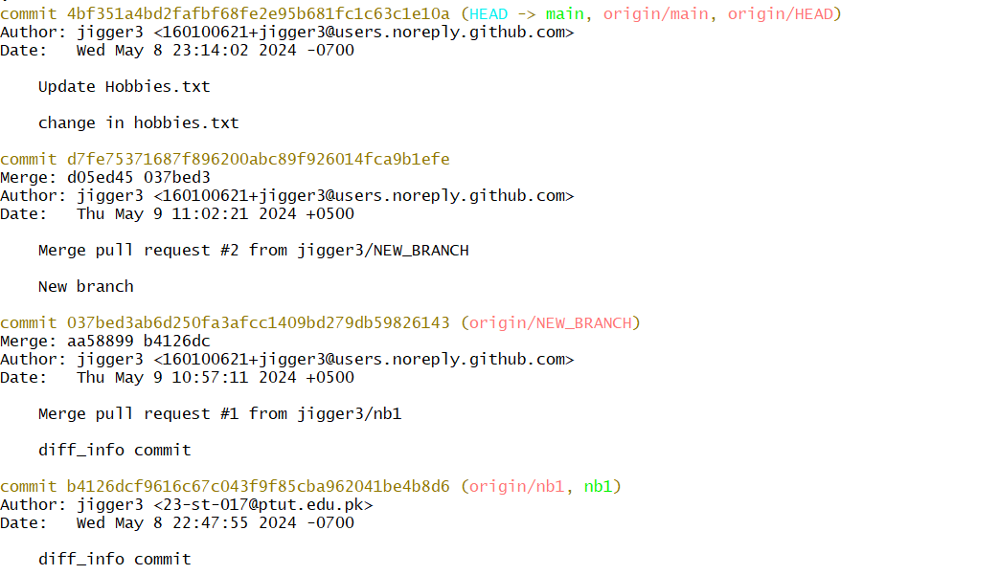 commit 4bf351a4bd2fafbf68fe2e95b681fc1c63c1e10a (HEAD -> main, origin/main, origin/HEAD)
Author: jigger3 <160100621+jigger3@users.noreply.github.com>
Date:   Wed May 8 23:14:02 2024 -0700

    Update Hobbies.txt

    change in hobbies.txt

commit d7fe75371687f896200abc89f926014fca9b1efe
Merge: d05ed45 037bed3
Author: jigger3 <160100621+jigger3@users.noreply.github.com>
Date:   Thu May 9 11:02:21 2024 +0500

    Merge pull request #2 from jigger3/NEW_BRANCH

    New branch

commit 037bed3ab6d250fa3afcc1409bd279db59826143 (origin/NEW_BRANCH)
Merge: aa58899 b4126dc
Author: jigger3 <160100621+jigger3@users.noreply.github.com>
Date:   Thu May 9 10:57:11 2024 +0500

    Merge pull request #1 from jigger3/nb1

    diff_info commit

commit b4126dcf9616c67c043f9f85cba962041be4b8d6 (origin/nb1, nb1)
Author: jigger3 <23-st-017@ptut.edu.pk>
Date:   Wed May 8 22:47:55 2024 -0700

    diff_info commit